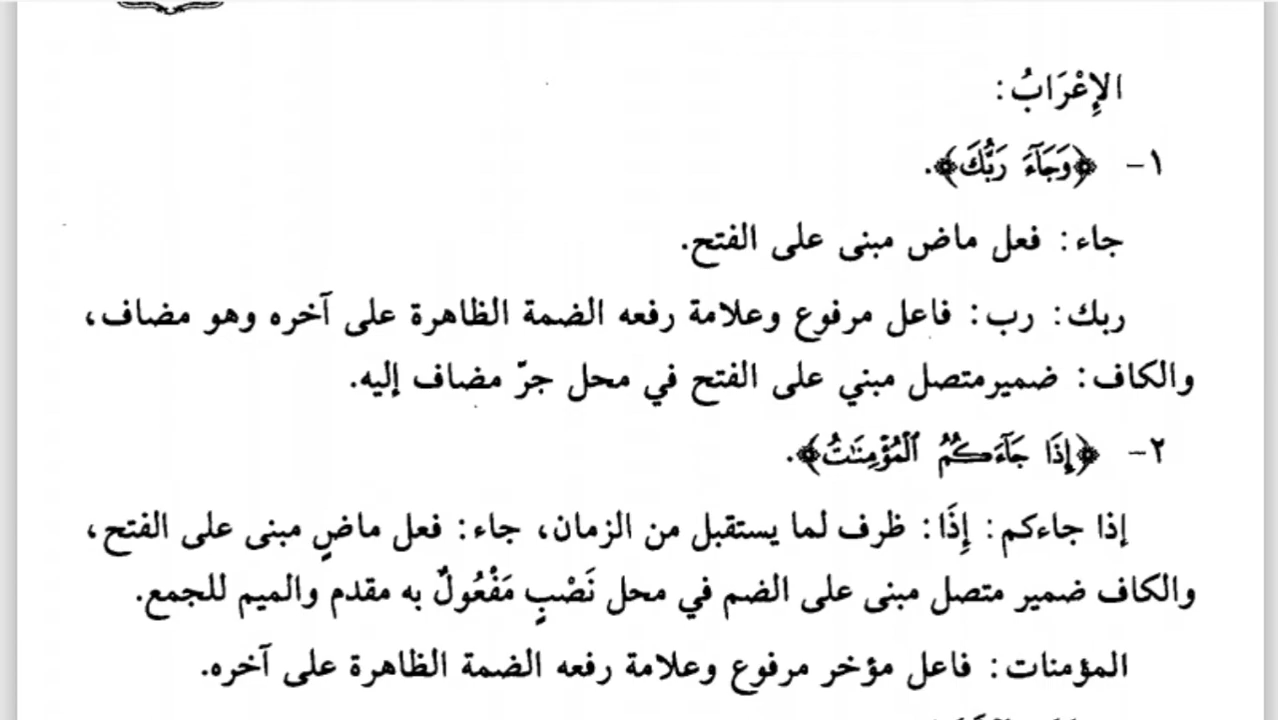 الإِعْرَابُ:
١- ﴿وَجَآءَ رَبُّكَ﴾.
جاء: فعل ماض مبنى على الفتح.
ربك: رب: فاعل مرفوع وعلامة رفعه الضمة الظاهرة على آخره وهو مضاف،
والكاف: ضميرمتصل مبني على الفتح في محل جرّ مضاف إليه.
٢- ﴿إِذَا جَآءَكُمُ ٱلْمُؤْمِنَٰتُ﴾.
إذا جاءكم: إِذَا: ظرف لما يستقبل من الزمان، جاء: فعل ماضٍ مبنى على الفتح،
والكاف ضمير متصل مبنى على الضم في محل نَصْبٍ مَفْعُولٌ به مقدم والميم للجمع.
المؤمنات: فاعل مؤخر مرفوع وعلامة رفعه الضمة الظاهرة على آخره.